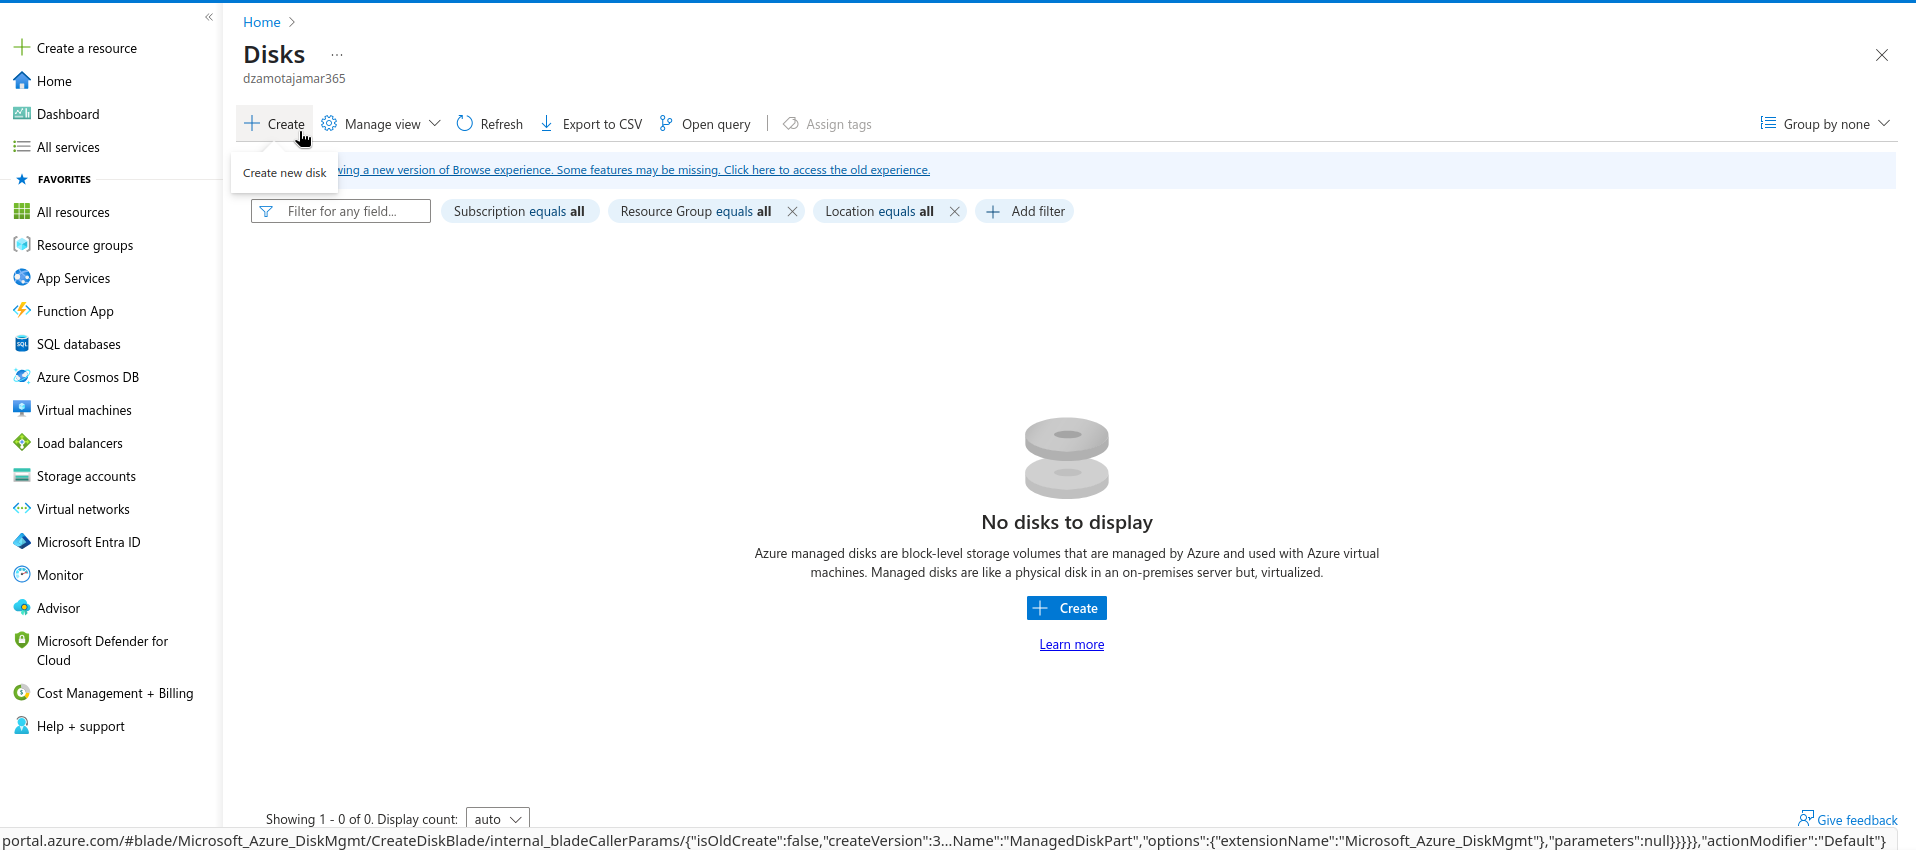 Create a resource
Home
Dashboard
All services
FAVORITES
All resources
Resource groups
App Services
Function App
SQL databases
Azure Cosmos DB
Virtual machines
Load balancers
Storage accounts
Virtual networks
Microsoft Entra ID
Monitor
Advisor
Microsoft Defender for
Cloud
Cost Management + Billing
Help + support
Home
Disks ...
dzamotajamar365
Create Manage view Refresh Export to CSV Open query Assign tags Group by none
Create new disk
wing a new version of Browse experience. Some features may be missing. Click here to access the old experience.
Filter for any field... Subscription equals all Resource Group equals all Location equals all Add filter
No disks to display
Azure managed disks are block-level storage volumes that are managed by Azure and used with Azure virtual
machines. Managed disks are like a physical disk in an on-premises server but, virtualized.
Create
Learn more
Showing 1 - 0 of 0. Display count: auto
Give feedback
portal.azure.com/#blade/Microsoft_Azure_DiskMgmt/CreateDiskBlade/internal_bladeCallerParams/{"isOldCreate":false,"createVersion":3...Name":"ManagedDiskPart","options":{"extensionName":"Microsoft_Azure_DiskMgmt"},"parameters":null}}}}},"actionModifier":"Default"}